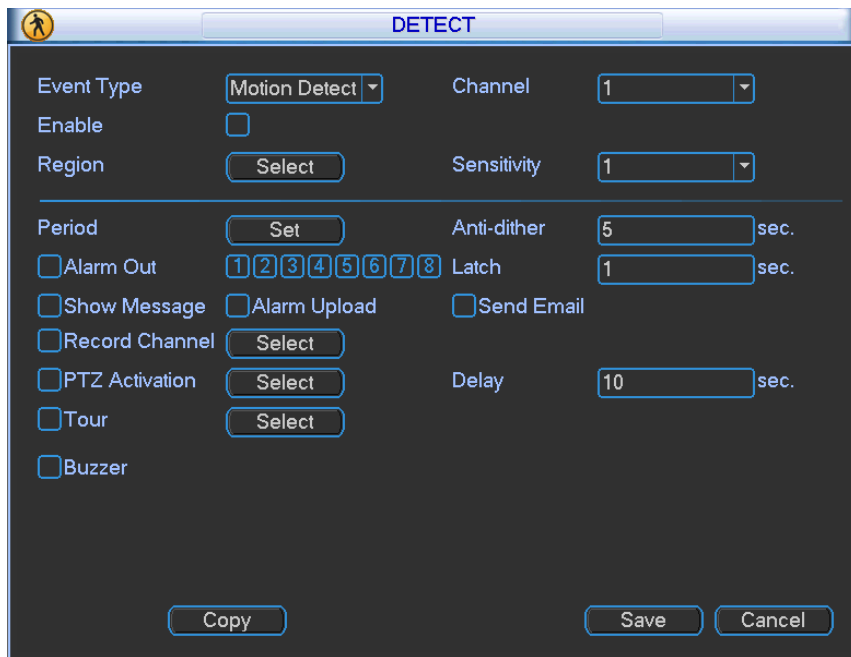 DETECT
Event Type Motion Detect Channel 1
Enable
Region Select Sensitivity 1
Period Set Anti-dither 5 sec.
Alarm Out 1 2 3 4 5 6 7 8 Latch 1 sec.
Show Message Alarm Upload Send Email
Record Channel Select
PTZ Activation Select Delay 10 sec.
Tour Select
Buzzer
Copy Save Cancel